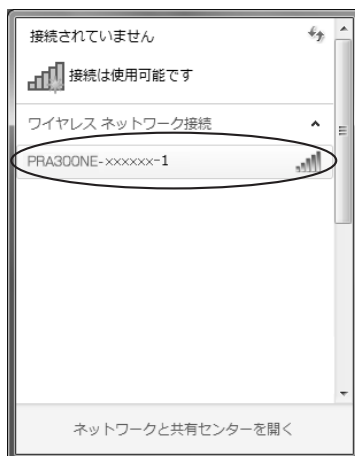 接続されていません
接続は使用可能です
ワイヤレス ネットワーク接続
PRA300NE-××××××-1
ネットワークと共有センターを開く